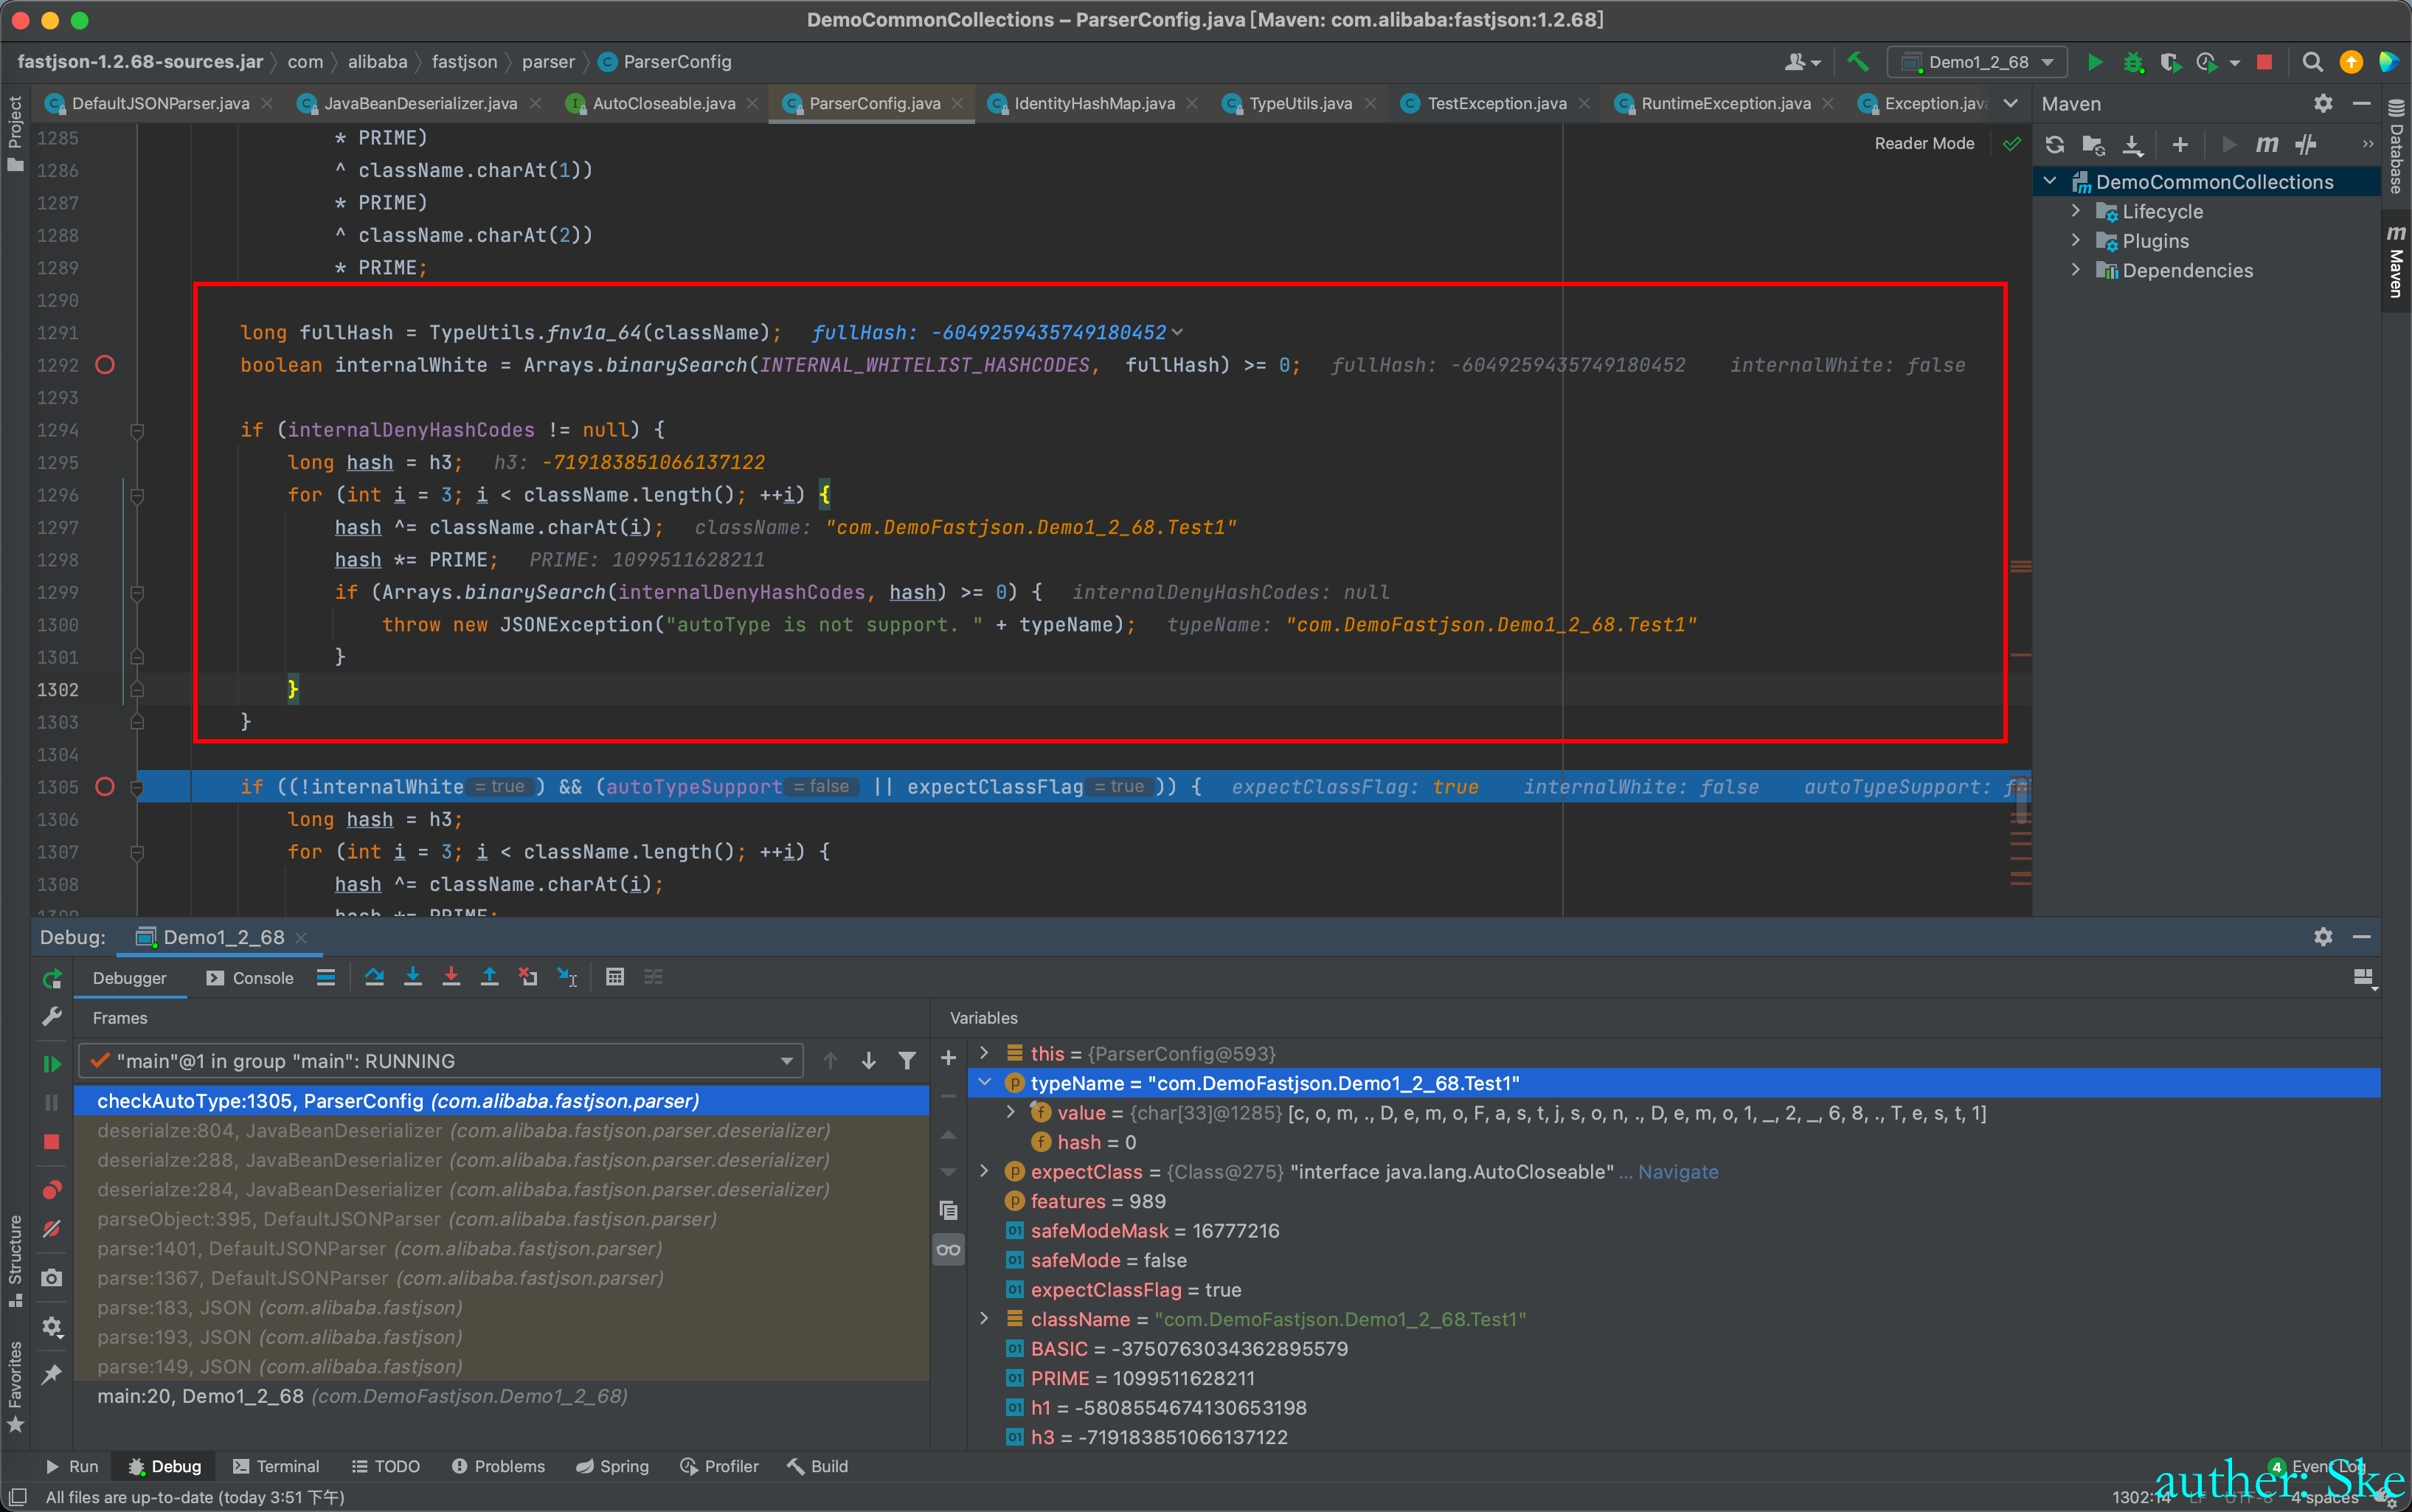 DemoCommonCollections – ParserConfig.java [Maven: com.alibaba:fastjson:1.2.68]
fastjson-1.2.68-sources.jar com alibaba fastjson parser ParserConfig Demo1_2_68
DefaultJSONParser.java JavaBeanDeserializer.java AutoCloseable.java ParserConfig.java IdentityHashMap.java TypeUtils.java TestException.java RuntimeException.java Exception.java Maven
Project
Database
Maven
Reader Mode
DemoCommonCollections
Lifecycle
Plugins
Dependencies
1285 * PRIME)
1286 ^ className.charAt(1))
1287 * PRIME)
1288 ^ className.charAt(2))
1289 * PRIME;
1290
1291 long fullHash = TypeUtils.fnv1a_64(className); fullHash: -6049259435749180452
1292 boolean internalWhite = Arrays.binarySearch(INTERNAL_WHITELIST_HASHCODES, fullHash) >= 0; fullHash: -6049259435749180452 internalWhite: false
1293
1294 if (internalDenyHashCodes != null) {
1295 long hash = h3; h3: -719183851066137122
1296 for (int i = 3; i < className.length(); ++i) {
1297 hash ^= className.charAt(i); className: "com.DemoFastjson.Demo1_2_68.Test1"
1298 hash *= PRIME; PRIME: 1099511628211
1299 if (Arrays.binarySearch(internalDenyHashCodes, hash) >= 0) { internalDenyHashCodes: null
1300 throw new JSONException("autoType is not support. " + typeName); typeName: "com.DemoFastjson.Demo1_2_68.Test1"
1301 }
1302 }
1303 }
1304
1305 if ((!internalWhite = true ) && (autoTypeSupport = false || expectClassFlag = true )) { expectClassFlag: true internalWhite: false autoTypeSupport:
1306 long hash = h3;
1307 for (int i = 3; i < className.length(); ++i) {
1308 hash ^= className.charAt(i);
1309 hash *= PRIME;
Debug: Demo1_2_68
Debugger Console
Frames
"main"@1 in group "main": RUNNING
checkAutoType:1305, ParserConfig (com.alibaba.fastjson.parser)
deserialze:804, JavaBeanDeserializer (com.alibaba.fastjson.parser.deserializer)
deserialze:288, JavaBeanDeserializer (com.alibaba.fastjson.parser.deserializer)
deserialze:284, JavaBeanDeserializer (com.alibaba.fastjson.parser.deserializer)
parseObject:395, DefaultJSONParser (com.alibaba.fastjson.parser)
parse:1401, DefaultJSONParser (com.alibaba.fastjson.parser)
parse:1367, DefaultJSONParser (com.alibaba.fastjson.parser)
parse:183, JSON (com.alibaba.fastjson)
parse:193, JSON (com.alibaba.fastjson)
parse:149, JSON (com.alibaba.fastjson)
main:20, Demo1_2_68 (com.DemoFastjson.Demo1_2_68)
Variables
this = {ParserConfig@593}
typeName = "com.DemoFastjson.Demo1_2_68.Test1"
value = {char[33]@1285} [c, o, m, ., D, e, m, o, F, a, s, t, j, s, o, n, ., D, e, m, o, 1, _, 2, _, 6, 8, ., T, e, s, t, 1]
hash = 0
expectClass = {Class@275} "interface java.lang.AutoCloseable" ... Navigate
features = 989
safeModeMask = 16777216
safeMode = false
expectClassFlag = true
className = "com.DemoFastjson.Demo1_2_68.Test1"
BASIC = -3750763034362895579
PRIME = 1099511628211
h1 = -5808554674130653198
h3 = -719183851066137122
Structure
Favorites
Run Debug Terminal TODO Problems Spring Profiler Build 4 Event Log
All files are up-to-date (today 3:51 下午) 1302:14 LF UTF-8 4 spaces
auther: Ske